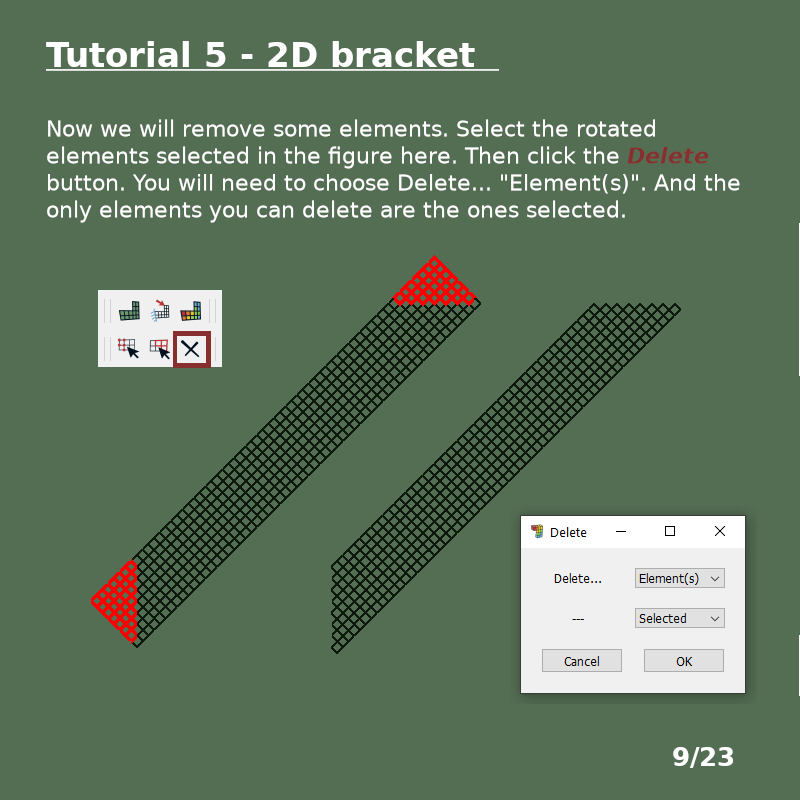 Tutorial 5 - 2D bracket
Now we will remove some elements. Select the rotated
elements selected in the figure here. Then click the Delete
button. You will need to choose Delete... "Element(s)". And the
only elements you can delete are the ones selected.
Delete
Delete... Element(s)
--- Selected
Cancel OK
9/23